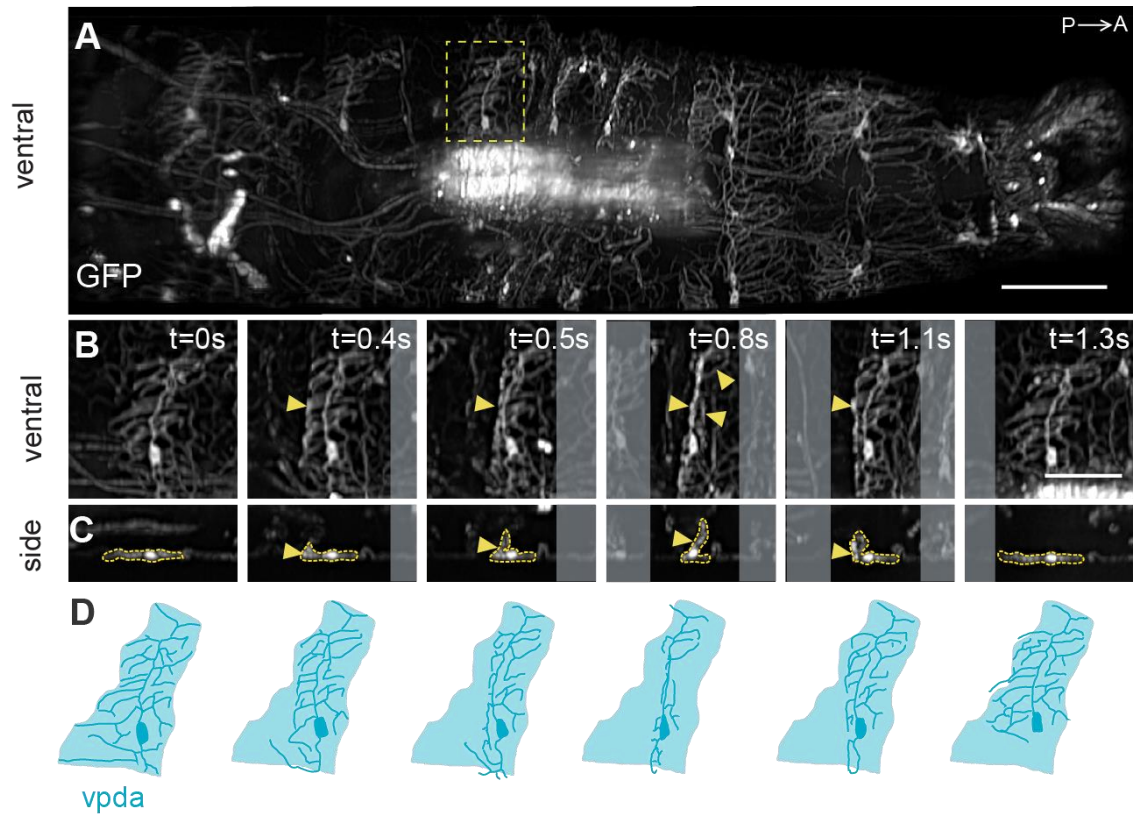 A
P→A
ventral
GFP
B
t=0s
t=0.4s
t=0.5s
t=0.8s
t=1.1s
t=1.3s
ventral
C
side
D
vpda